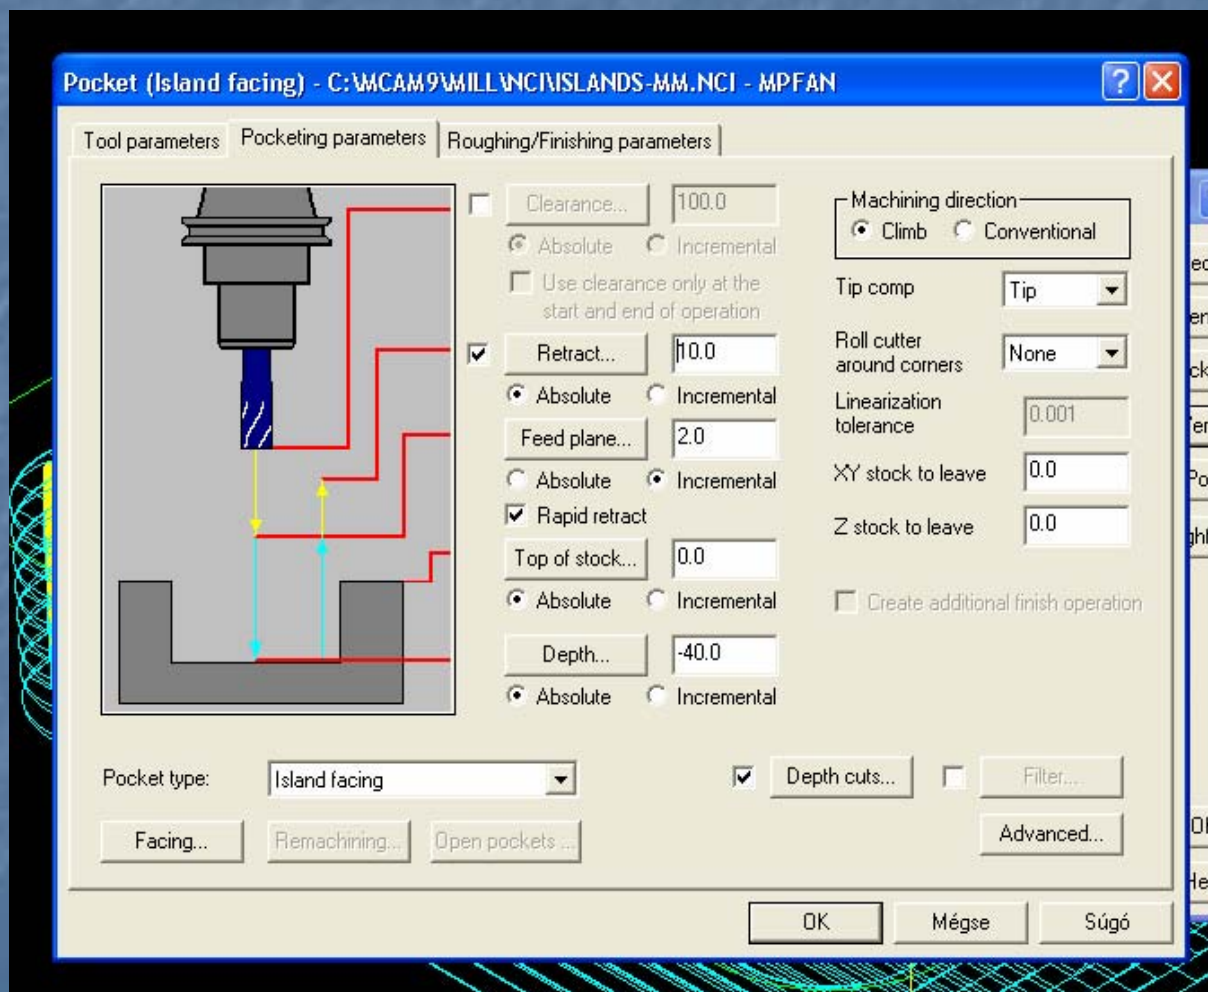 Pocket (Island facing) - C:\MCAM9\MILL\NCI\ISLANDS-MM.NCI - MPFAN
Tool parameters
Pocketing parameters
Roughing/Finishing parameters
Clearance...
100.0
Absolute
Incremental
Use clearance only at the
start and end of operation
Retract...
10.0
Absolute
Incremental
Feed plane...
2.0
Absolute
Incremental
Rapid retract
Top of stock...
0.0
Absolute
Incremental
Depth...
-40.0
Absolute
Incremental
Machining direction
Climb
Conventional
Tip comp
Tip
Roll cutter
around corners
None
Linearization
tolerance
0.001
XY stock to leave
0.0
Z stock to leave
0.0
Create additional finish operation
Pocket type:
Island facing
Depth cuts...
Filter...
Facing...
Remachining...
Open pockets ...
Advanced...
OK
Mégse
Súgó